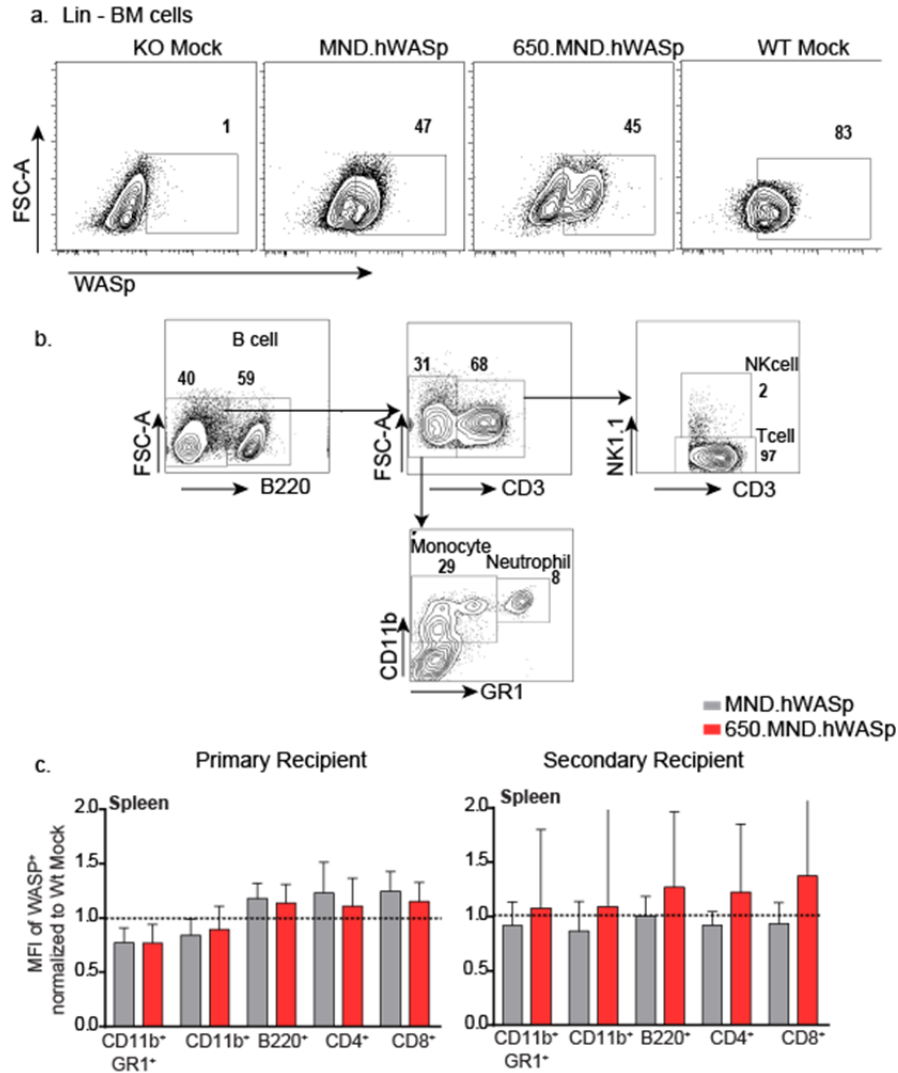 a. Lin - BM cells
KO Mock MND.hWASp 650.MND.hWASp WT Mock
1 47 45 83
FSC-A
WASp
b.
B cell
40 59
FSC-A
B220
31 68
FSC-A
CD3
NKcell
2
Tcell
97
NK1.1
CD3
Monocyte
29
Neutrophil
8
CD11b
GR1
MND.hWASp
650.MND.hWASp
c.
Primary Recipient Secondary Recipient
Spleen
MFI of WASP⁺
normalized to Wt Mock
2.0
1.5
1.0
0.5
0.0
CD11b⁺ CD11b⁺ B220⁺ CD4⁺ CD8⁺
GR1⁺
Spleen
2.0
1.5
1.0
0.5
0.0
CD11b⁺ CD11b⁺ B220⁺ CD4⁺ CD8⁺
GR1⁺